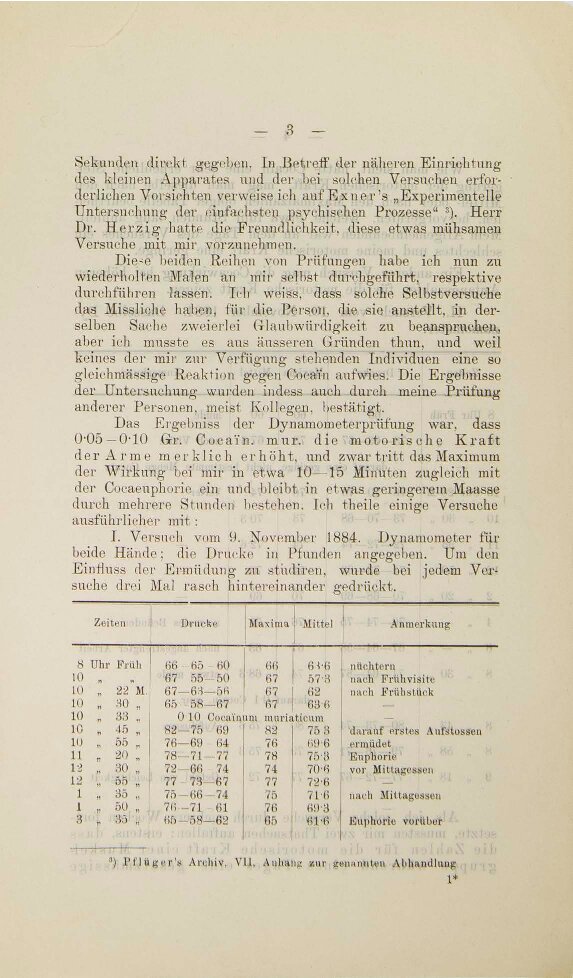 — 3 —
Sekunden direkt gegeben. In Betreff der näheren Einrichtung
des kleinen Apparates und der bei solchen Versuchen erfor-
derlichen Vorsichten verweise ich auf Exner's „Experimentelle
Untersuchung der einfachsten psychischen Prozesse“ ³). Herr
Dr. Herzig hatte die Freundlichkeit, diese etwas mühsamen
Versuche mit mir vorzunehmen.
Diese beiden Reihen von Prüfungen habe ich nun zu
wiederholten Malen an mir selbst durchgeführt, respektive
durchführen lassen. Ich weiss, dass solche Selbstversuche
das Missliche haben, für die Person, die sie anstellt, in der-
selben Sache zweierlei Glaubwürdigkeit zu beanspruchen,
aber ich musste es aus äusseren Gründen thun, und weil
keines der mir zur Verfügung stehenden Individuen eine so
gleichmässige Reaktion gegen Cocaïn aufwies. Die Ergebnisse
der Untersuchung wurden indess auch durch meine Prüfung
anderer Personen, meist Kollegen, bestätigt.
Das Ergebniss der Dynamometerprüfung war, dass
0·05—0·10 Gr. Cocaïn. mur. die motorische Kraft
der Arme merklich erhöht, und zwar tritt das Maximum
der Wirkung bei mir in etwa 10—15 Minuten zugleich mit
der Cocaeuphorie ein und bleibt in etwas geringerem Maasse
durch mehrere Stunden bestehen. Ich theile einige Versuche
ausführlicher mit:
I. Versuch vom 9. November 1884. Dynamometer für
beide Hände; die Drucke in Pfunden angegeben. Um den
Einfluss der Ermüdung zu studiren, wurde bei jedem Ver-
suche drei Mal rasch hintereinander gedrückt.
Zeiten Drucke Maxima Mittel Anmerkung
8 Uhr Früh 66—65—60 66 63·6 nüchtern
10 „ „ 67 55—50 67 57·3 nach Frühvisite
10 „ 22 M. 67—63—56 67 62 nach Frühstück
10 „ 30 „ 65 58—67 67 63 6 —
10 „ 33 „ 0 10 Cocaïnum muriaticum —
10 „ 45 „ 82—75 69 82 75 3 darauf erstes Aufstossen
10 „ 55 „ 76—69—64 76 69·6 ermüdet
11 „ 20 „ 78—71—77 78 75·3 Euphorie
12 „ 30 „ 72—66—74 74 70·6 vor Mittagessen
12 „ 55 „ 77—73—67 77 72·6 —
1 „ 35 „ 75—66—74 75 71·6 nach Mittagessen
1 „ 50 „ 76—71—61 76 69·3 —
3 „ 35 „ 65—58—62 65 61·6 Euphorie vorüber
³) Pflüger's Archiv. VII. Anhang zur genannten Abhandlung
1*